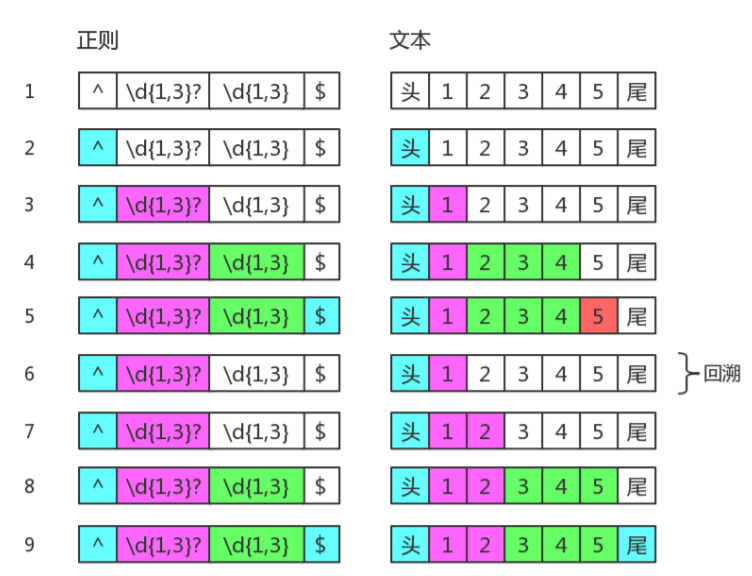 正则 文本
1 ^ \d{1,3}? \d{1,3} $ 头 1 2 3 4 5 尾
2 ^ \d{1,3}? \d{1,3} $ 头 1 2 3 4 5 尾
3 ^ \d{1,3}? \d{1,3} $ 头 1 2 3 4 5 尾
4 ^ \d{1,3}? \d{1,3} $ 头 1 2 3 4 5 尾
5 ^ \d{1,3}? \d{1,3} $ 头 1 2 3 4 5 尾
6 ^ \d{1,3}? \d{1,3} $ 头 1 2 3 4 5 尾 回溯
7 ^ \d{1,3}? \d{1,3} $ 头 1 2 3 4 5 尾
8 ^ \d{1,3}? \d{1,3} $ 头 1 2 3 4 5 尾
9 ^ \d{1,3}? \d{1,3} $ 头 1 2 3 4 5 尾